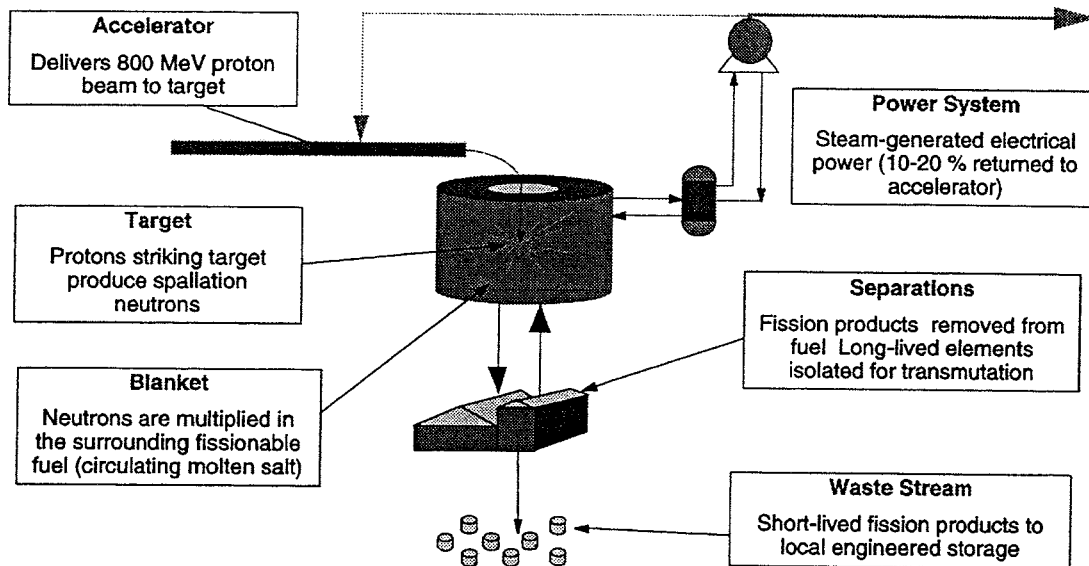 Accelerator
Delivers 800 MeV proton
beam to target
Power System
Steam-generated electrical
power (10-20 % returned to
accelerator)
Target
Protons striking target
produce spallation
neutrons
Separations
Fission products removed from
fuel Long-lived elements
isolated for transmutation
Blanket
Neutrons are multiplied in
the surrounding fissionable
fuel (circulating molten salt)
Waste Stream
Short-lived fission products to
local engineered storage